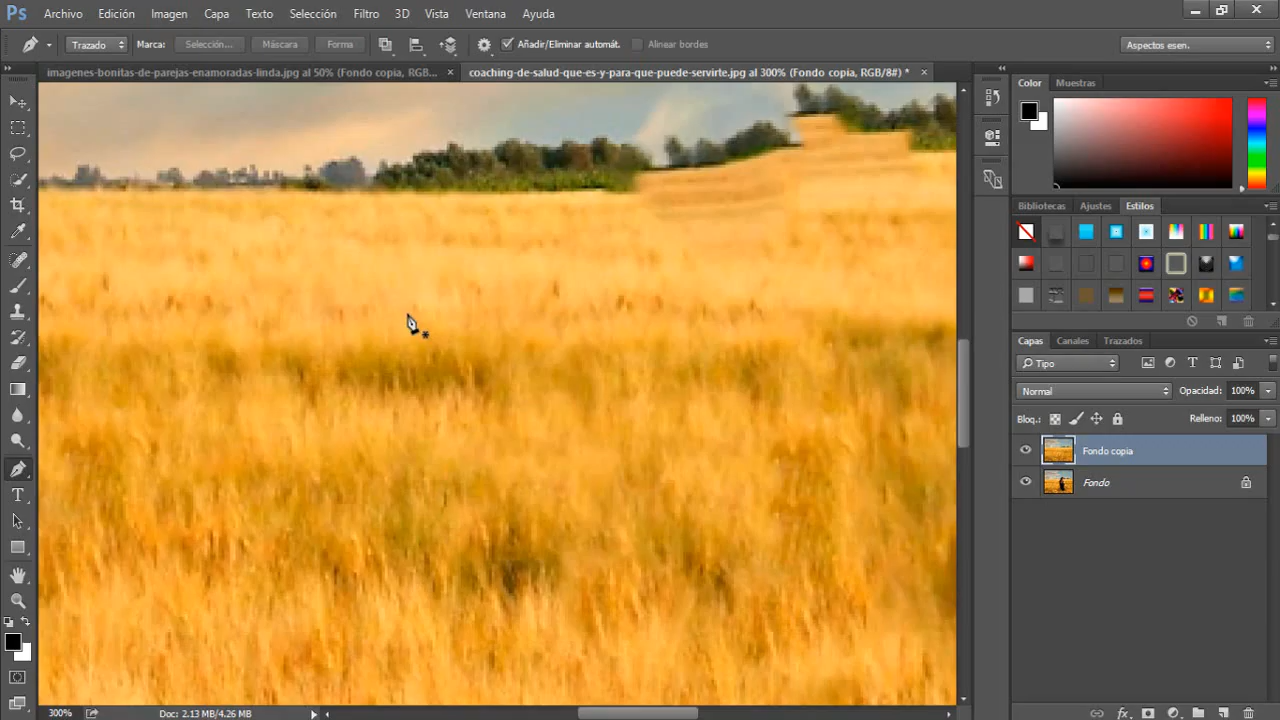 Ps Archivo Edición Imagen Capa Texto Selección Filtro 3D Vista Ventana Ayuda
Trazado Marca: Selección... Máscara Forma Añadir/Eliminar automát. Alinear bordes Aspectos esen.
imagenes-bonitas-de-parejas-enamoradas-linda.jpg al 50% (Fondo copia, RGB... × coaching-de-salud-que-es-y-para-que-puede-servirte.jpg al 300% (Fondo copia, RGB/8#) * ×
Color Muestras
Bibliotecas Ajustes Estilos
Capas Canales Trazados
Tipo
Normal Opacidad: 100%
Bloq.: Relleno: 100%
Fondo copia
Fondo
300% Doc: 2.13 MB/4.26 MB